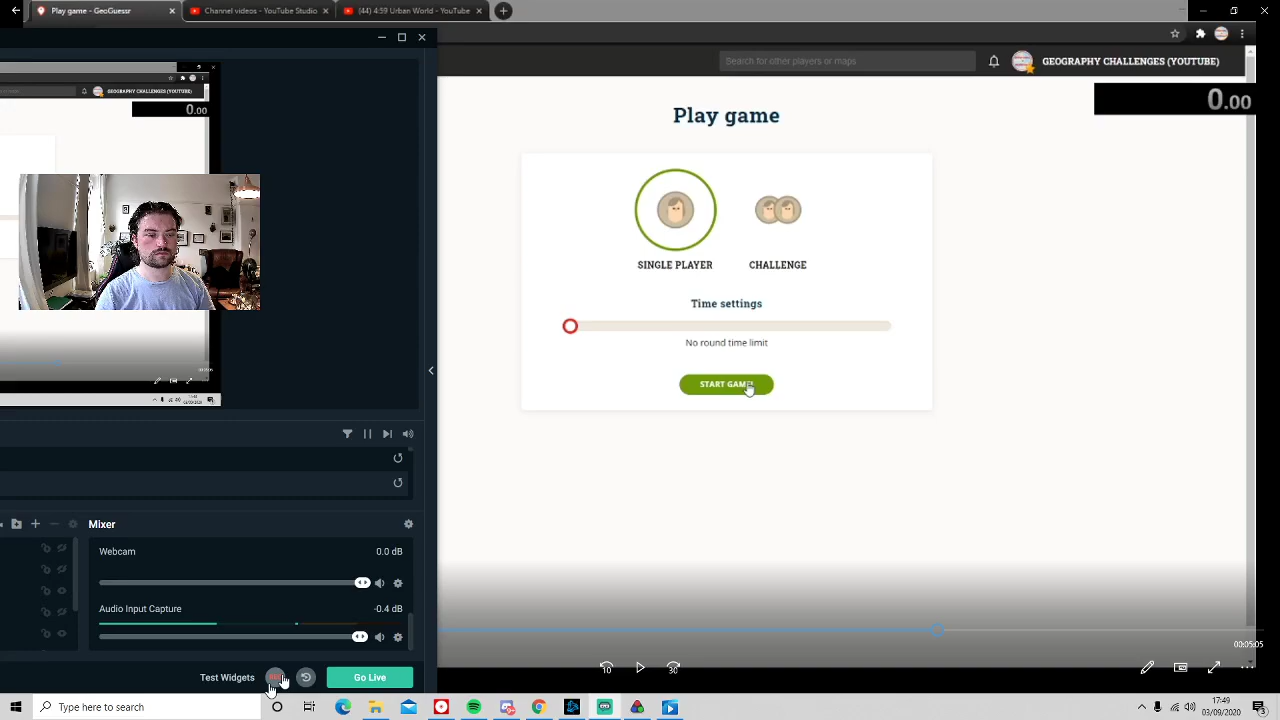 Play game - GeoGuessr
Channel videos - YouTube Studio
(44) 4:59 Urban World - YouTube
Search for other players or maps
GEOGRAPHY CHALLENGES (YOUTUBE)
0.00
Play game
SINGLE PLAYER
CHALLENGE
Time settings
No round time limit
START GAME
GEOGRAPHY CHALLENGES (YOUTUBE)
0.00
Mixer
Webcam
0.0 dB
Audio Input Capture
-0.4 dB
Test Widgets
REC
Go Live
10
30
00:05:05
Type here to search
17:49
03/09/2020